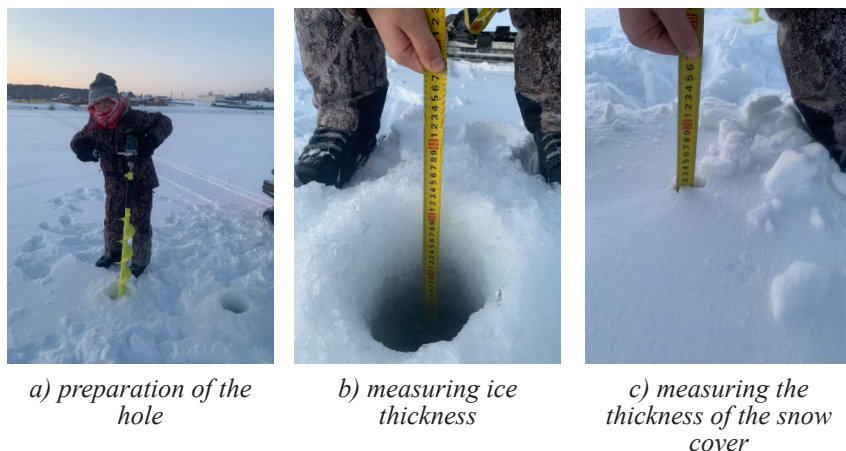 a) preparation of the
hole
b) measuring ice
thickness
c) measuring the
thickness of the snow
cover